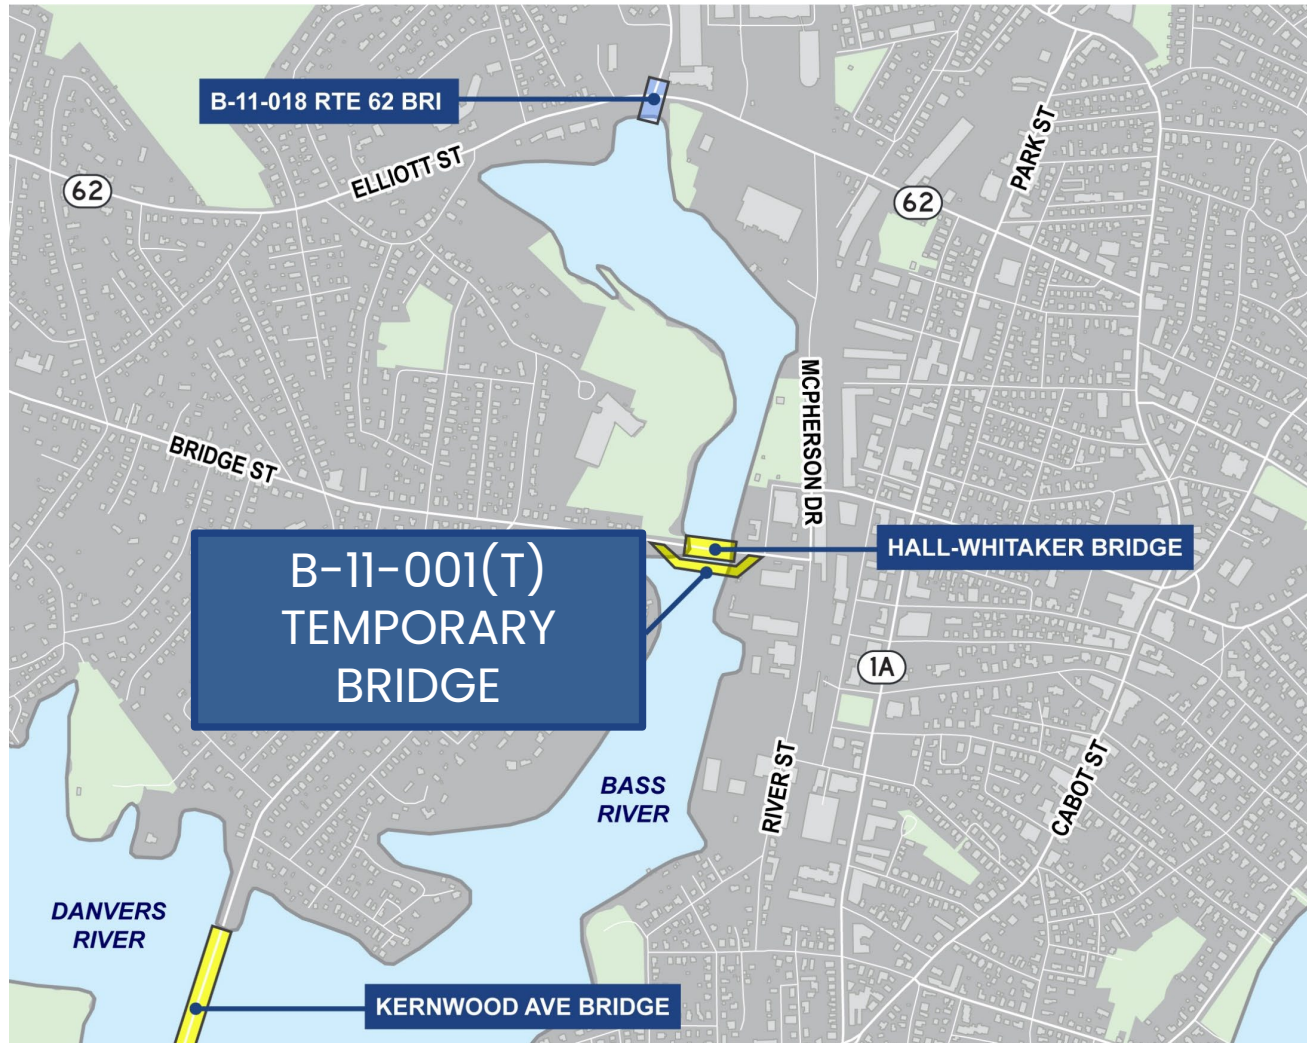 B-11-018 RTE 62 BRI
ELLIOTT ST
62
62
PARK ST
MCPHERSON DR
BRIDGE ST
HALL-WHITAKER BRIDGE
B-11-001(T)
TEMPORARY
BRIDGE
1A
BASS
RIVER
RIVER ST
CABOT ST
DANVERS
RIVER
KERNWOOD AVE BRIDGE